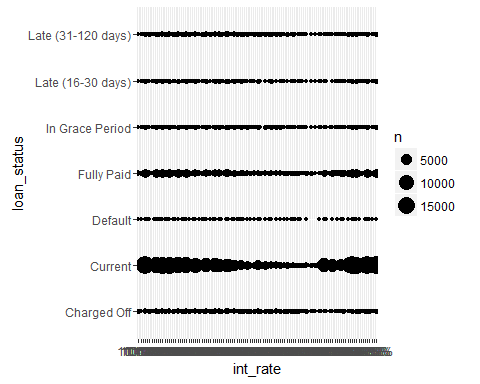 Late (31-120 days)
Late (16-30 days)
In Grace Period
Fully Paid
Default
Current
Charged Off
loan_status
int_rate
n
5000
10000
15000